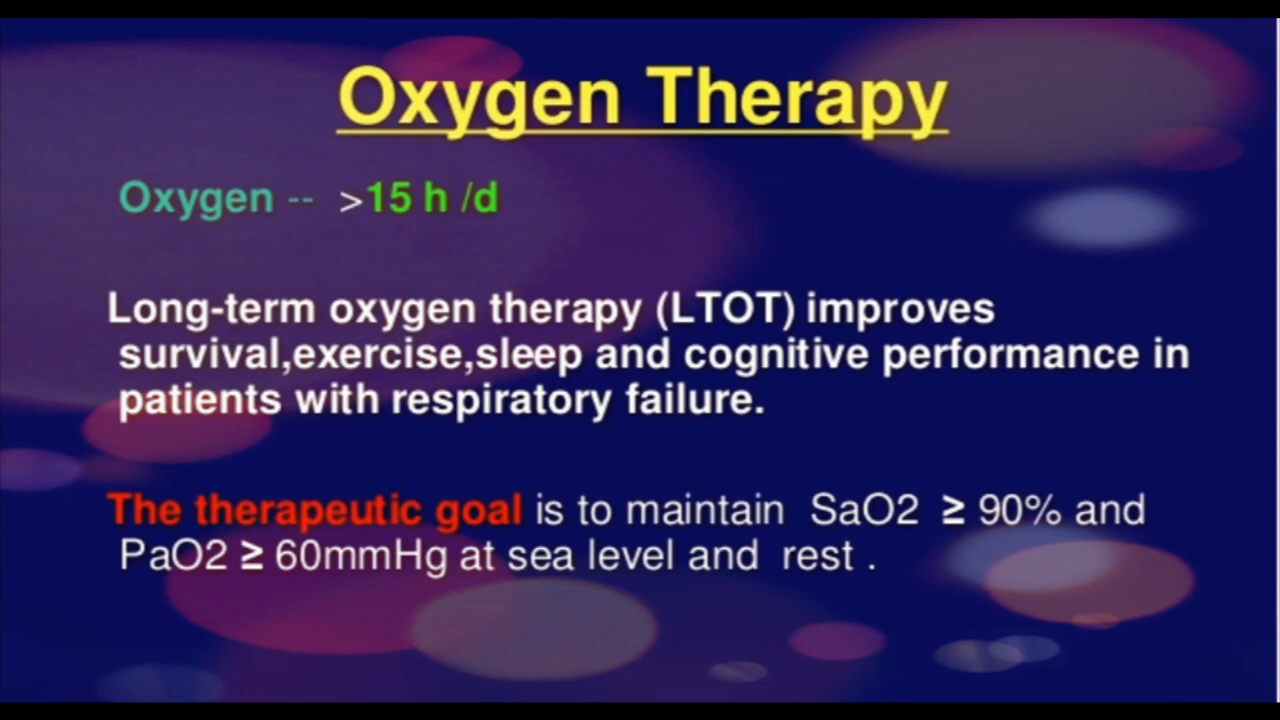 Oxygen Therapy
Oxygen -- >15 h /d
Long-term oxygen therapy (LTOT) improves
survival,exercise,sleep and cognitive performance in
patients with respiratory failure.
The therapeutic goal is to maintain SaO2 ≥ 90% and
PaO2 ≥ 60mmHg at sea level and rest .